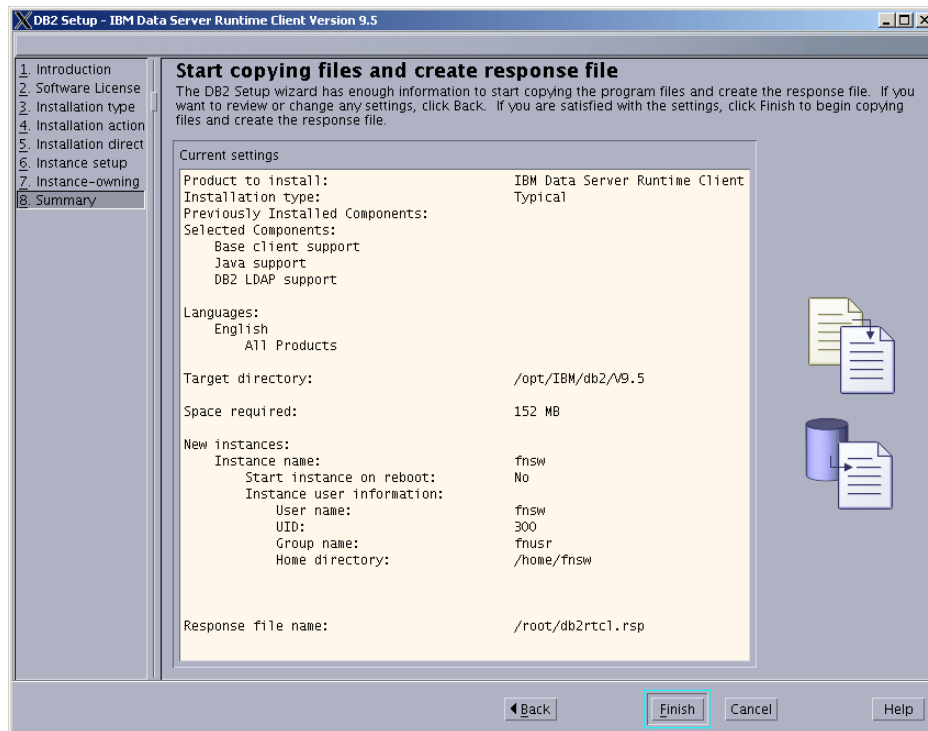 DB2 Setup - IBM Data Server Runtime Client Version 9.5
1. Introduction
2. Software License
3. Installation type
4. Installation action
5. Installation direct
6. Instance setup
7. Instance-owning
8. Summary
Start copying files and create response file
The DB2 Setup wizard has enough information to start copying the program files and create the response file. If you
want to review or change any settings, click Back. If you are satisfied with the settings, click Finish to begin copying
files and create the response file.
Current settings
Product to install: IBM Data Server Runtime Client
Installation type: Typical
Previously Installed Components:
Selected Components:
Base client support
Java support
DB2 LDAP support
Languages:
English
All Products
Target directory: /opt/IBM/db2/V9.5
Space required: 152 MB
New instances:
Instance name: fnsw
Start instance on reboot: No
Instance user information:
User name: fnsw
UID: 300
Group name: fnusr
Home directory: /home/fnsw
Response file name: /root/db2rtcl.rsp
Back Finish Cancel Help